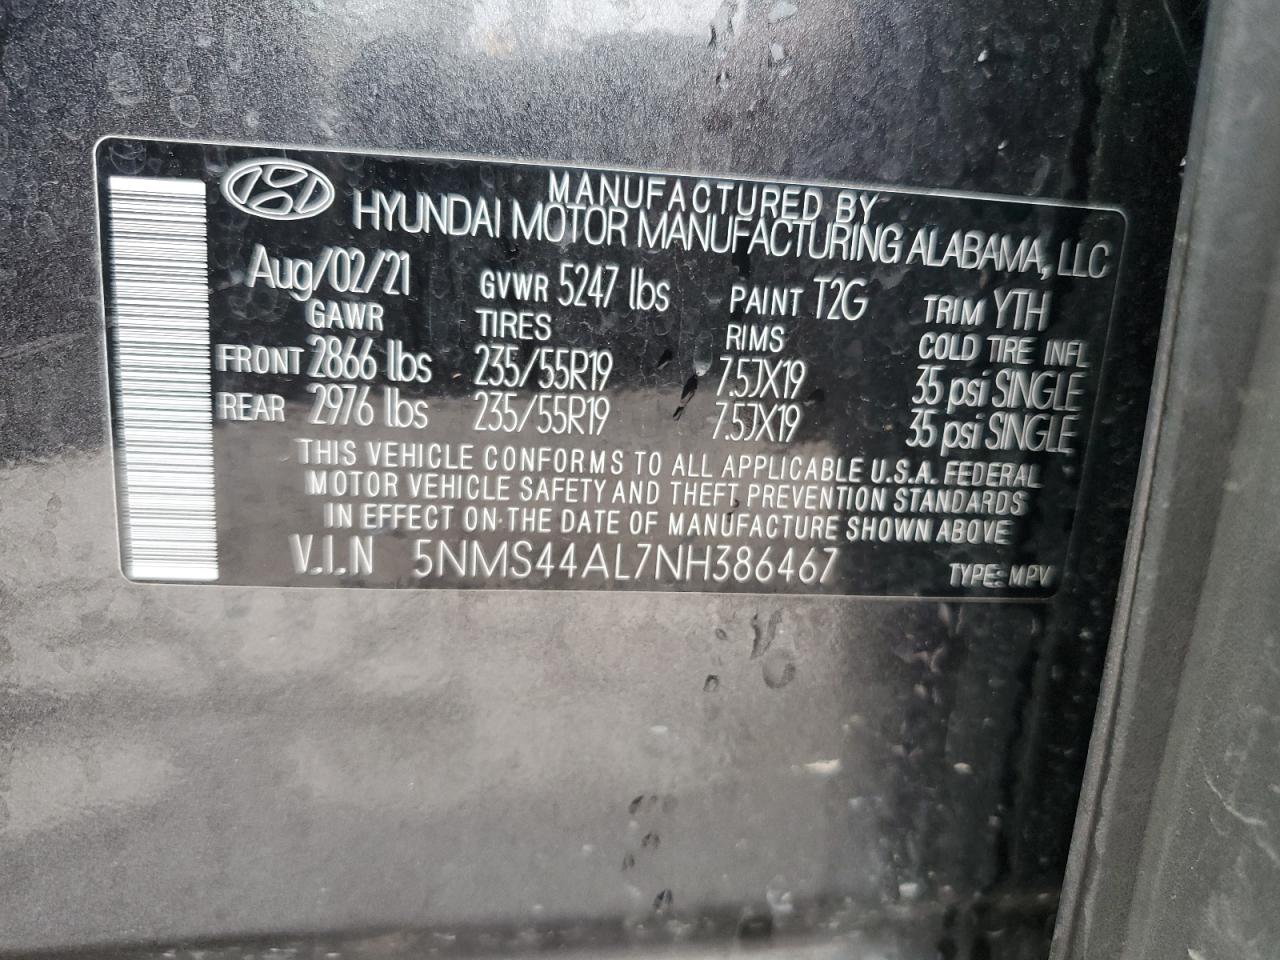 MANUFACTURED BY
HYUNDAI MOTOR MANUFACTURING ALABAMA, LLC
Aug/02/21 GVWR 5247 lbs PAINT T2G TRIM YTH
GAWR TIRES RIMS COLD TIRE INFL
FRONT 2866 lbs 235/55R19 7.5JX19 35 psi SINGLE
REAR 2976 lbs 235/55R19 7.5JX19 35 psi SINGLE
THIS VEHICLE CONFORMS TO ALL APPLICABLE U.S.A. FEDERAL
MOTOR VEHICLE SAFETY AND THEFT PREVENTION STANDARDS
IN EFFECT ON THE DATE OF MANUFACTURE SHOWN ABOVE
V.I.N 5NMS44AL7NH386467 TYPE: MPV